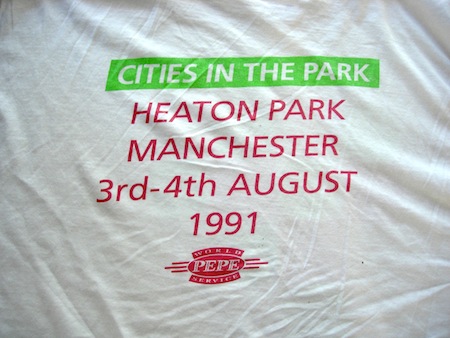 CITIES IN THE PARK
HEATON PARK
MANCHESTER
3rd-4th AUGUST
1991
WORLD
PEPE
SERVICE